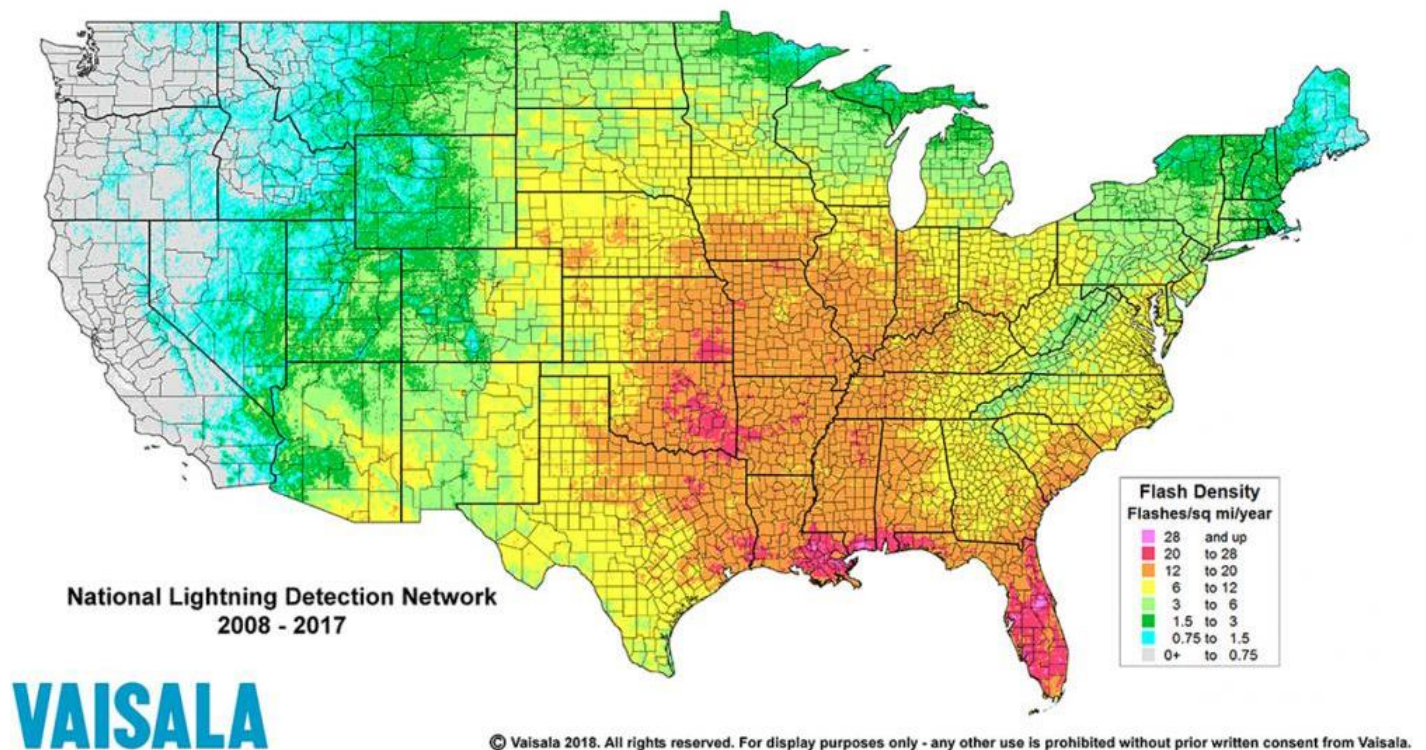 National Lightning Detection Network
2008 - 2017
Flash Density
Flashes/sq mi/year
28 and up
20 to 28
12 to 20
6 to 12
3 to 6
1.5 to 3
0.75 to 1.5
0+ to 0.75
VAISALA
© Vaisala 2018. All rights reserved. For display purposes only - any other use is prohibited without prior written consent from Vaisala.